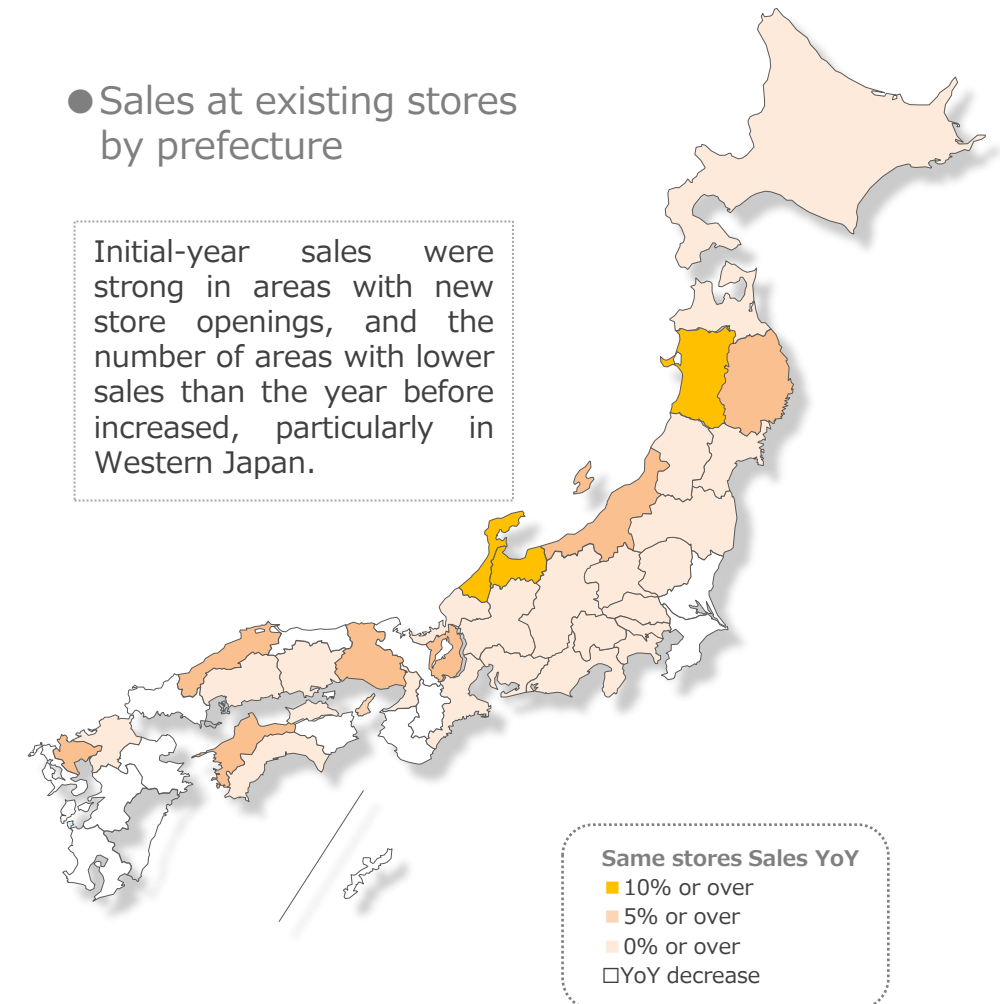 ●Sales at existing stores
by prefecture
Initial-year sales were
strong in areas with new
store openings, and the
number of areas with lower
sales than the year before
increased, particularly in
Western Japan.
Same stores Sales YoY
■10% or over
■5% or over
■0% or over
□YoY decrease